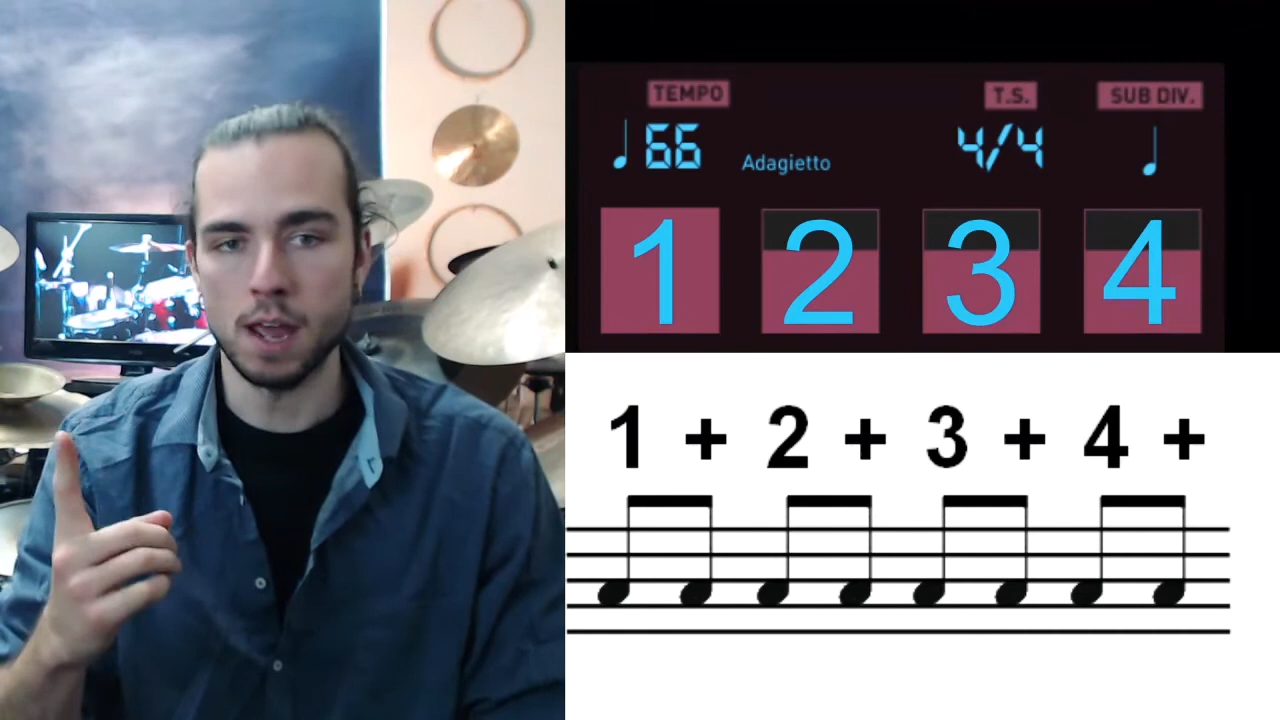 TEMPO T.S. SUB DIV.
66 Adagietto 4/4
1 2 3 4
1 + 2 + 3 + 4 +